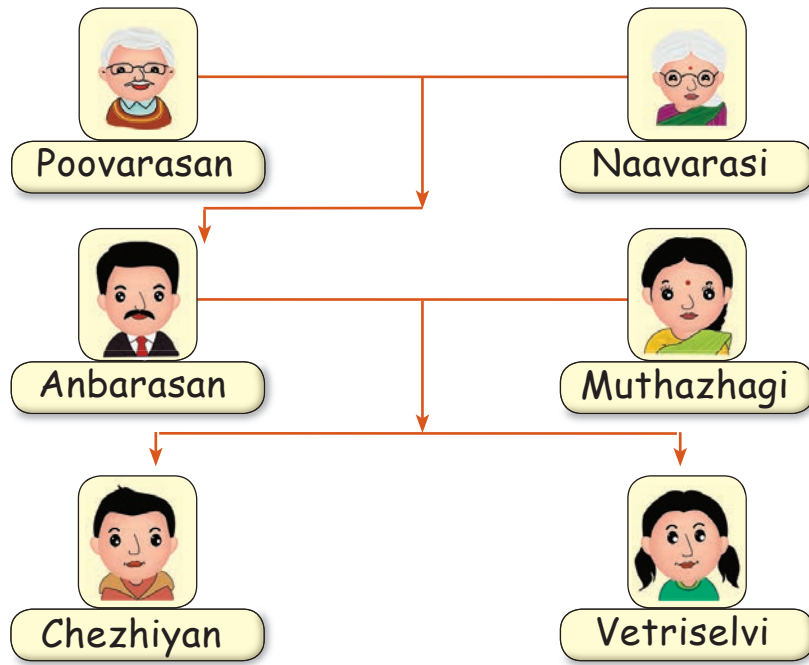 Poovarasan
Naavarasi
Anbarasan
Muthazhagi
Chezhiyan
Vetriselvi